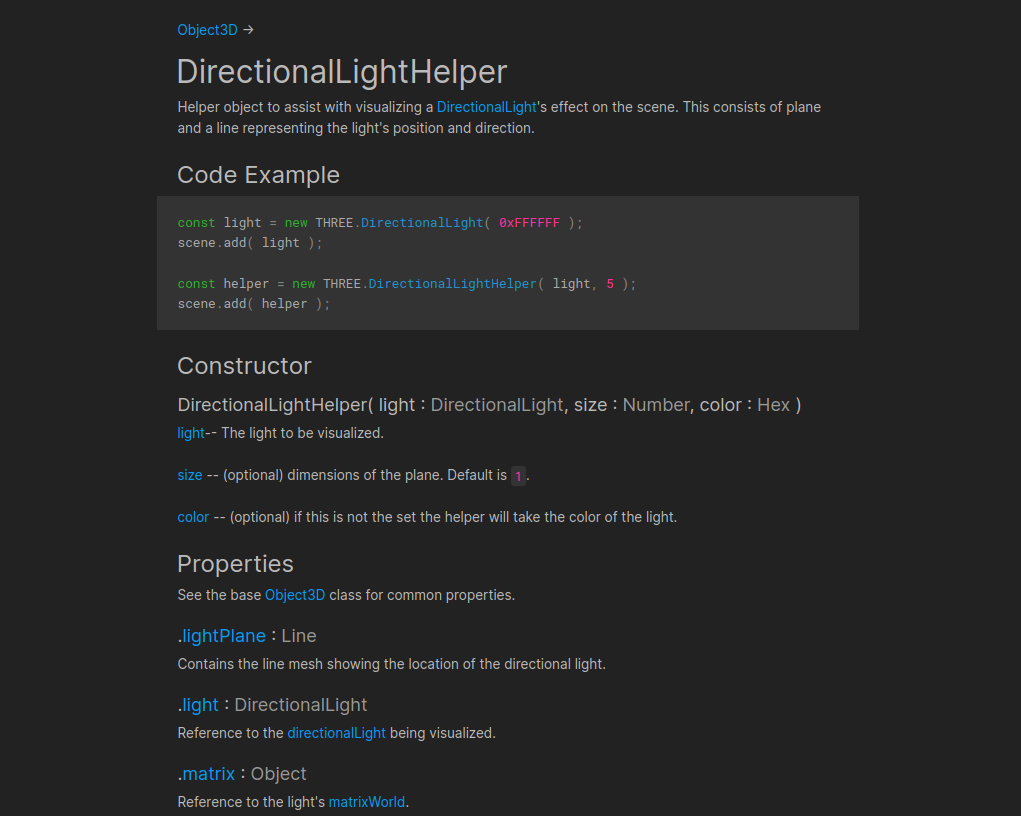 Object3D →
DirectionalLightHelper
Helper object to assist with visualizing a DirectionalLight's effect on the scene. This consists of plane
and a line representing the light's position and direction.
Code Example
const light = new THREE.DirectionalLight( 0xFFFFFF );
scene.add( light );
const helper = new THREE.DirectionalLightHelper( light, 5 );
scene.add( helper );
Constructor
DirectionalLightHelper( light : DirectionalLight, size : Number, color : Hex )
light-- The light to be visualized.
size -- (optional) dimensions of the plane. Default is 1.
color -- (optional) if this is not the set the helper will take the color of the light.
Properties
See the base Object3D class for common properties.
.lightPlane : Line
Contains the line mesh showing the location of the directional light.
.light : DirectionalLight
Reference to the directionalLight being visualized.
.matrix : Object
Reference to the light's matrixWorld.